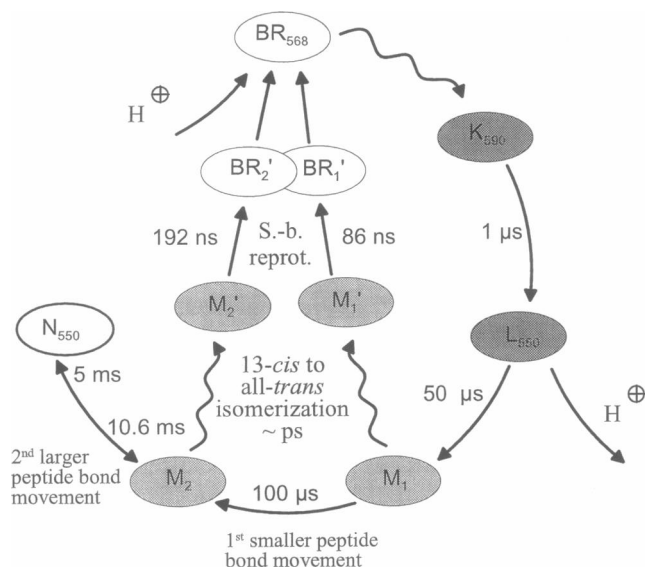 BR₅₆₈
H ⊕
K₅₉₀
BR₂' BR₁'
192 ns S.-b. 86 ns
reprot.
1 μs
M₂' M₁'
N₅₅₀
L₅₅₀
5 ms
13-cis to
all-trans
isomerization
~ ps
50 μs
H ⊕
10.6 ms
2nd larger
peptide bond
movement
M₂
100 μs
M₁
1st smaller peptide
bond movement